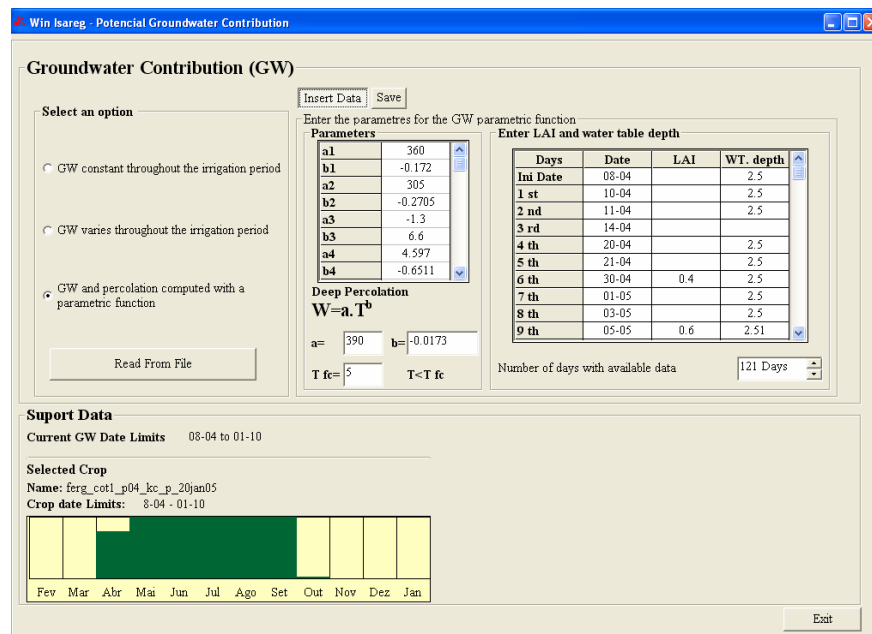 Win Isareg - Potencial Groundwater Contribution
Groundwater Contribution (GW)
Select an option
GW constant throughout the irrigation period
GW varies throughout the irrigation period
GW and percolation computed with a
parametric function
Read From File
Insert Data Save
Enter the parametres for the GW parametric function
Parameters
a1 360
b1 -0.172
a2 305
b2 -0.2705
a3 -1.3
b3 6.6
a4 4.597
b4 -0.6511
Deep Percolation
W=a.T^b
a= 390 b= -0.0173
T fc= 5 T<T fc
Enter LAI and water table depth
Days Date LAI WT. depth
Ini Date 08-04 2.5
1 st 10-04 2.5
2 nd 11-04 2.5
3 rd 14-04
4 th 20-04 2.5
5 th 21-04 2.5
6 th 30-04 0.4 2.5
7 th 01-05 2.5
8 th 03-05 2.5
9 th 05-05 0.6 2.51
Number of days with available data 121 Days
Suport Data
Current GW Date Limits 08-04 to 01-10
Selected Crop
Name: ferg_cot1_p04_kc_p_20jan05
Crop date Limits: 8-04 - 01-10
Fev Mar Abr Mai Jun Jul Ago Set Out Nov Dez Jan
Exit